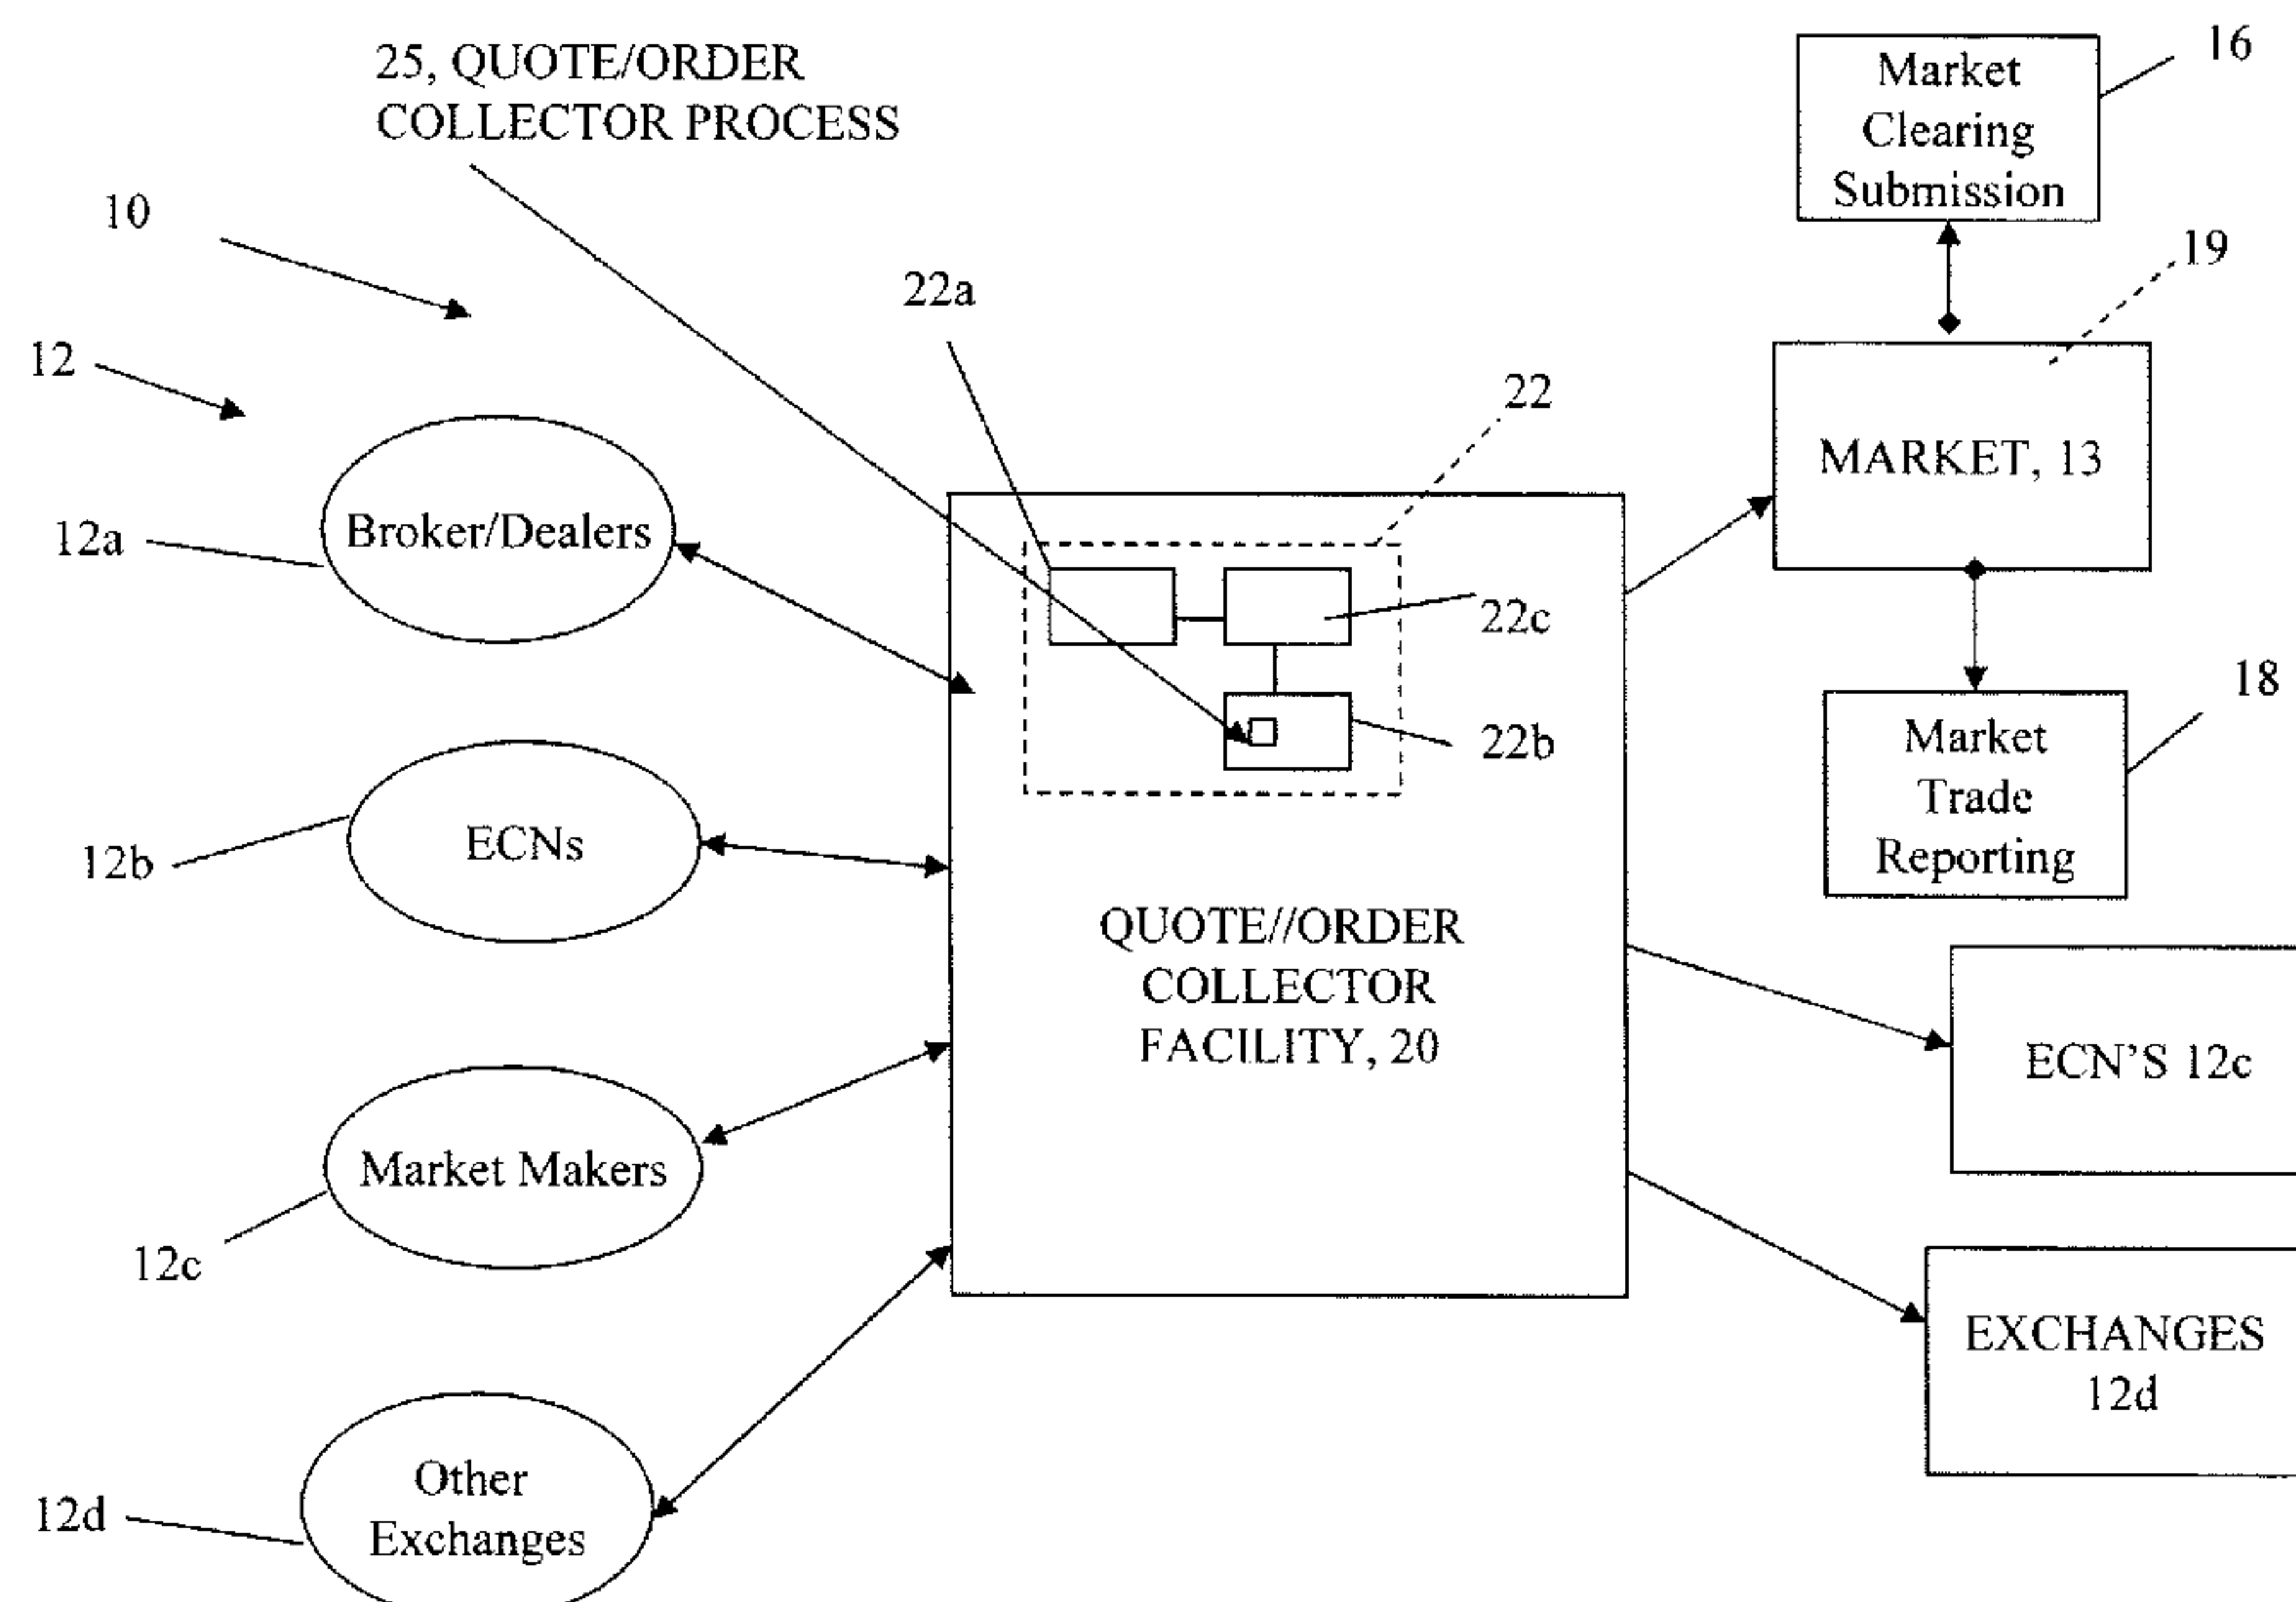 25, QUOTE/ORDER
COLLECTOR PROCESS
10
12
22a
22
16
Market
Clearing
Submission
19
MARKET, 13
12a
Broker/Dealers
22c
22b
18
Market
Trade
Reporting
12b
ECNs
QUOTE//ORDER
COLLECTOR
FACILITY, 20
ECN'S 12c
Market Makers
12c
EXCHANGES
12d
12d
Other
Exchanges